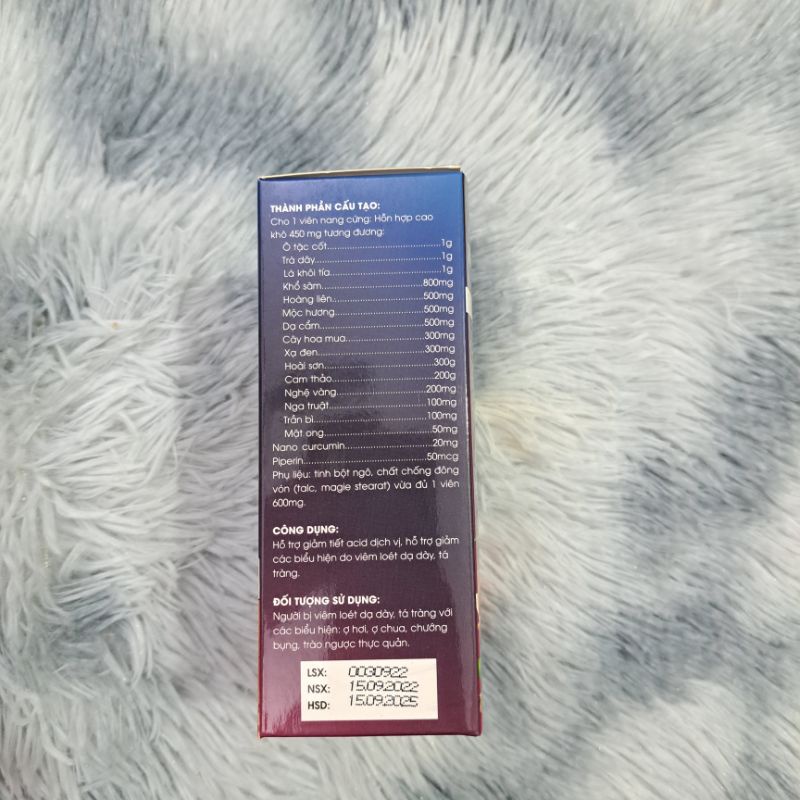 THÀNH PHẦN CẤU TẠO:
Cho 1 viên nang cứng: Hỗn hợp cao
khô 450 mg tương đương:
Ô tặc cốt.....1g
Trà dây.....1g
Lá khôi tía.....1g
Khổ sâm.....800mg
Hoàng liên.....500mg
Mộc hương.....500mg
Dạ cẩm.....500mg
Cây hoa mua.....300mg
Xạ đen.....300mg
Hoài sơn.....300g
Cam thảo.....200g
Nghệ vàng.....200mg
Nga truật.....100mg
Trần bì.....100mg
Mật ong.....50mg
Nano curcumin.....20mg
Piperin.....50mcg
Phụ liệu: tinh bột ngô, chất chống đông
vón (talc, magie stearat) vừa đủ 1 viên
600mg.
CÔNG DỤNG:
Hỗ trợ giảm tiết acid dịch vị, hỗ trợ giảm
các biểu hiện do viêm loét dạ dày, tá
tràng.
ĐỐI TƯỢNG SỬ DỤNG:
Người bị viêm loét dạ dày, tá tràng với
các biểu hiện: ợ hơi, ợ chua, chướng
bụng, trào ngược thực quản.
LSX: 0030922
NSX: 15.09.2022
HSD: 15.09.2025